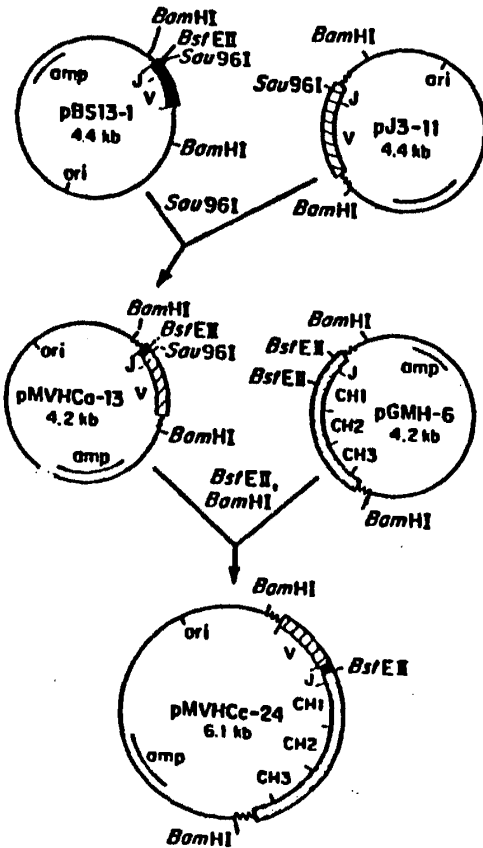 BamHI
BstEII
Sau96I
amp
J
V
pBS13-1
4.4 kb
BamHI
ori
BamHI
ori
Sau96I
J
V
pJ3-11
4.4 kb
BamHI
Sau96I
BamHI
BstEII
Sau96I
ori
J
V
pMVHCa-13
4.2 kb
BamHI
amp
BamHI
BstEII
BstEII
J
amp
CH1
pGMH-6
4.2 kb
CH2
CH3
BamHI
BstEII,
BamHI
BamHI
ori
V
BstEII
J
CH1
pMVHCc-24
6.1 kb
CH2
amp
CH3
BamHI